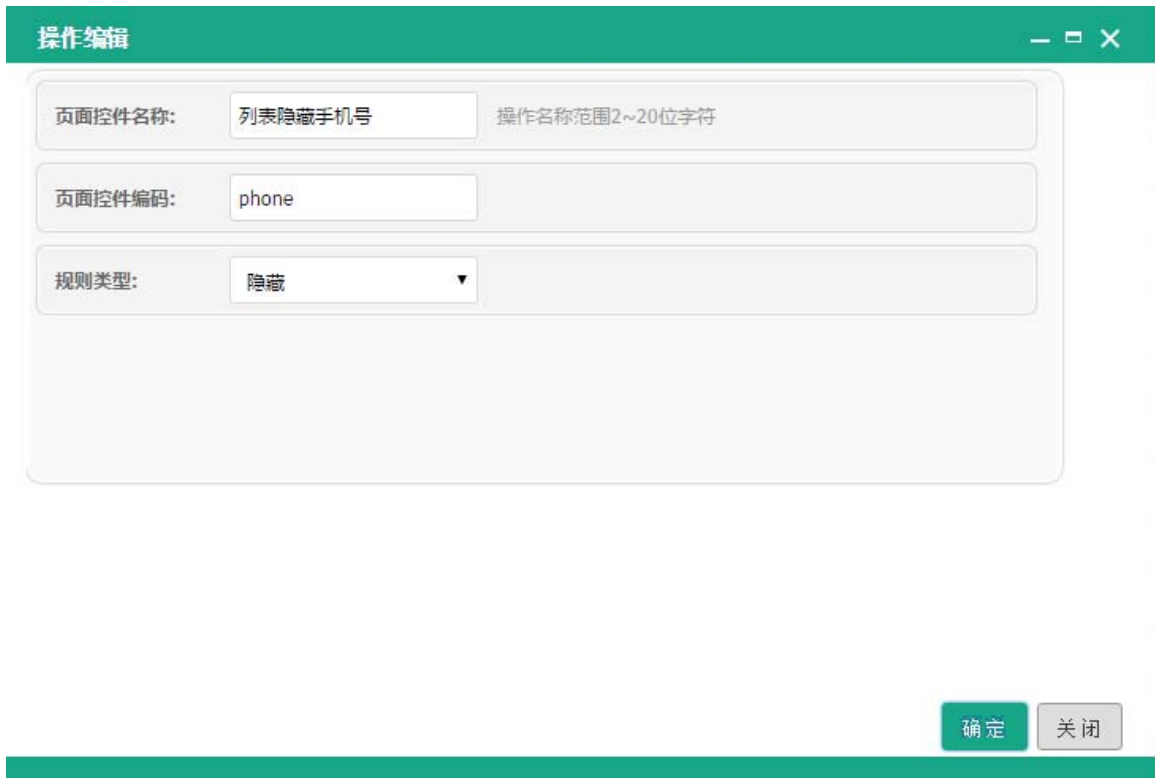 操作编辑
页面控件名称: 列表隐藏手机号 操作名称范围2~20位字符
页面控件编码: phone
规则类型: 隐藏
确定 关闭